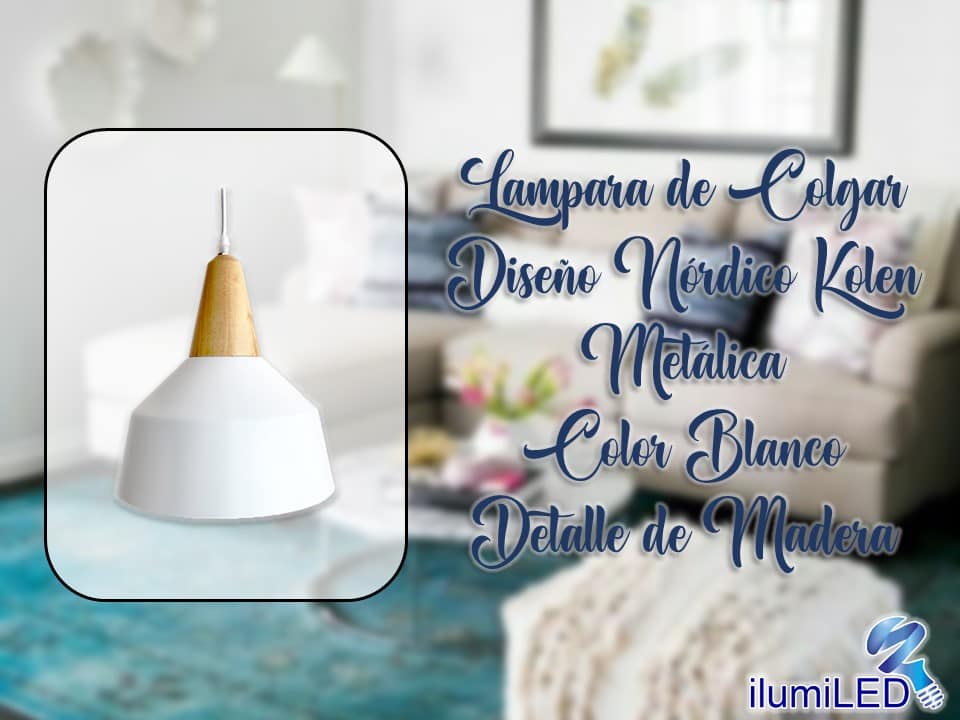 Lampara de Colgar
Diseño Nórdico Kolen
Metálica
Color Blanco
Detalle de Madera
ilumiLED